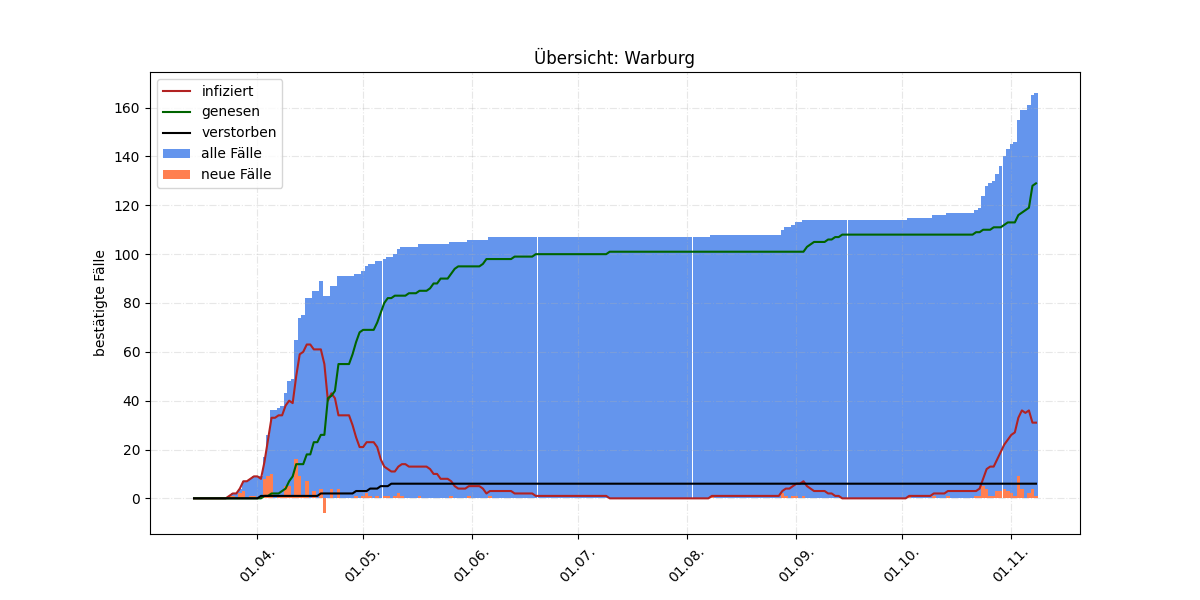 Übersicht: Warburg
infiziert
genesen
verstorben
alle Fälle
neue Fälle
bestätigte Fälle
160
140
120
100
80
60
40
20
0
01.04.
01.05.
01.06.
01.07.
01.08.
01.09.
01.10.
01.11.